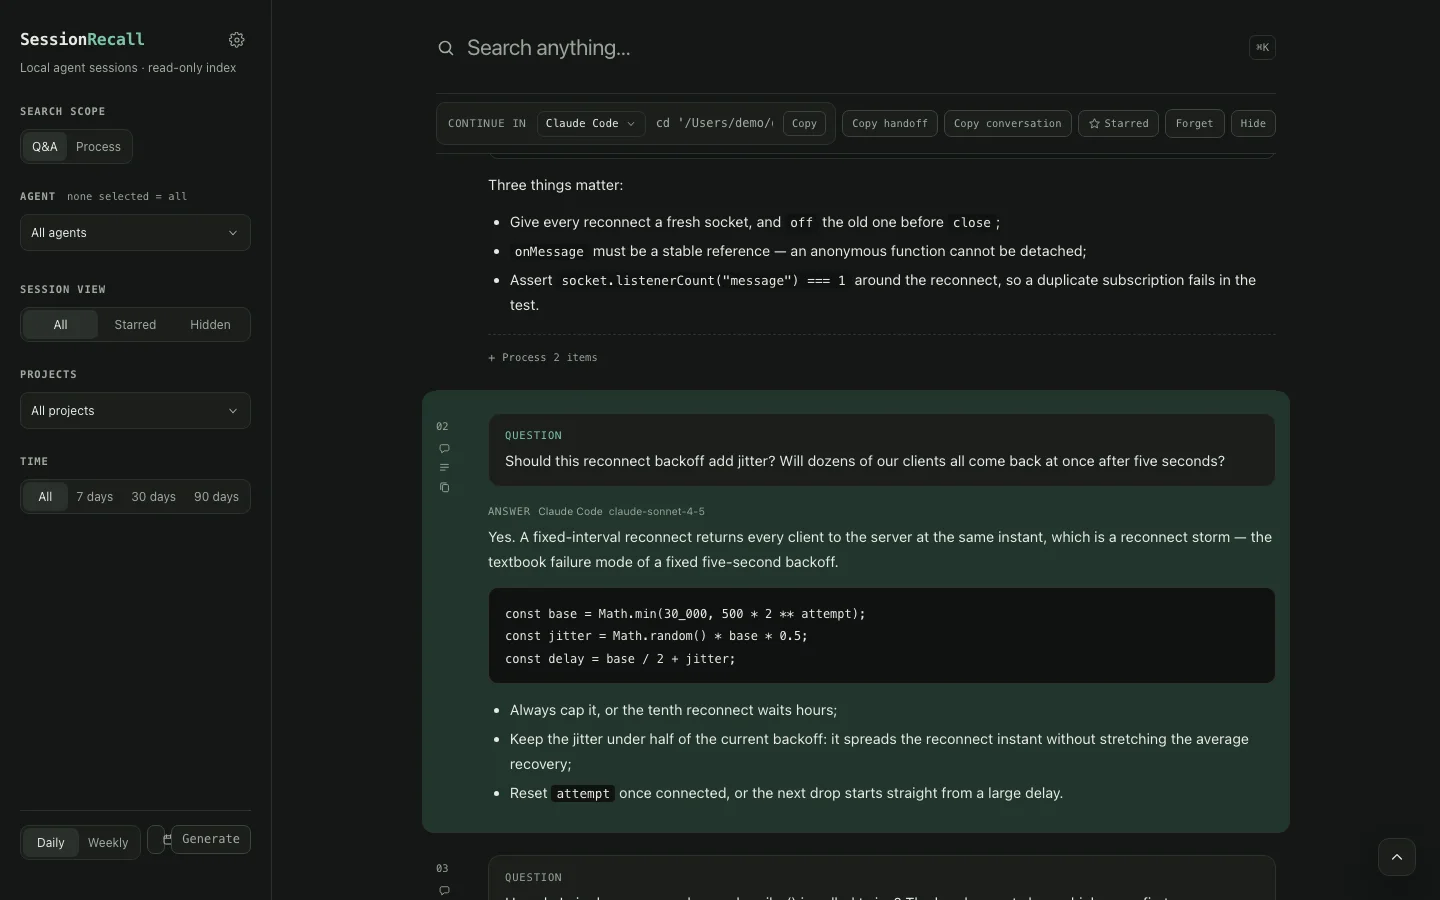 SessionRecall
Local agent sessions · read-only index
SEARCH SCOPE
Q&A Process
AGENT none selected = all
All agents
SESSION VIEW
All Starred Hidden
PROJECTS
All projects
TIME
All 7 days 30 days 90 days
Daily Weekly Generate
Search anything...
⌘K
CONTINUE IN Claude Code cd '/Users/demo/ Copy Copy handoff Copy conversation Starred Forget Hide
Three things matter:
• Give every reconnect a fresh socket, and off the old one before close ;
• onMessage must be a stable reference — an anonymous function cannot be detached;
• Assert socket.listenerCount("message") === 1 around the reconnect, so a duplicate subscription fails in the
test.
+ Process 2 items
02
QUESTION
Should this reconnect backoff add jitter? Will dozens of our clients all come back at once after five seconds?
ANSWER Claude Code claude-sonnet-4-5
Yes. A fixed-interval reconnect returns every client to the server at the same instant, which is a reconnect storm — the
textbook failure mode of a fixed five-second backoff.
const base = Math.min(30_000, 500 * 2 ** attempt);
const jitter = Math.random() * base * 0.5;
const delay = base / 2 + jitter;
• Always cap it, or the tenth reconnect waits hours;
• Keep the jitter under half of the current backoff: it spreads the reconnect instant without stretching the average
recovery;
• Reset attempt once connected, or the next drop starts straight from a large delay.
03
QUESTION